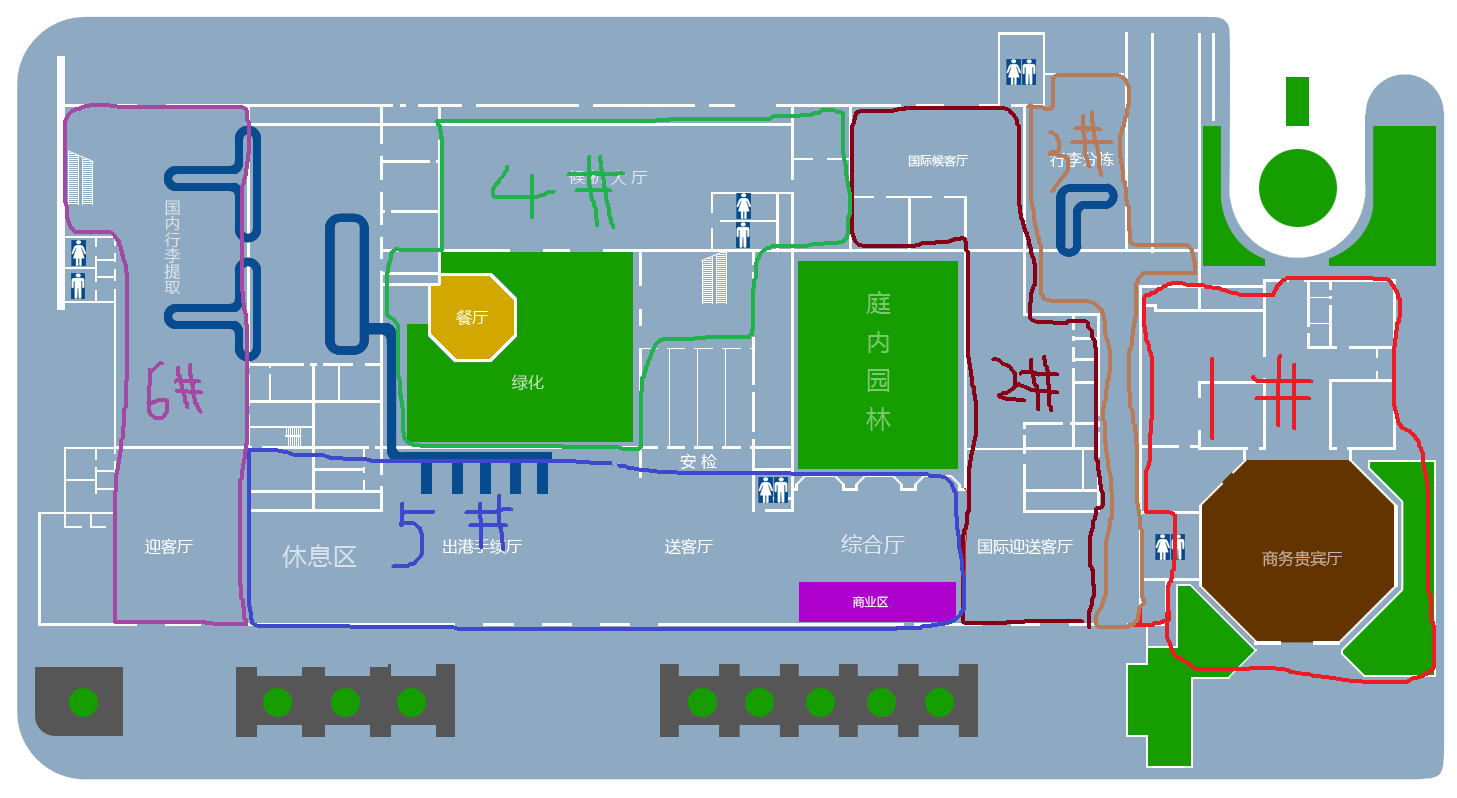 4#
候机大厅
国际候客厅
3#
行李分拣
国内行李提取
餐厅
绿化
庭内园林
6#
2#
1#
安检
5#
迎客厅
休息区
出港手续厅
送客厅
综合厅
国际迎送客厅
商务贵宾厅
商业区